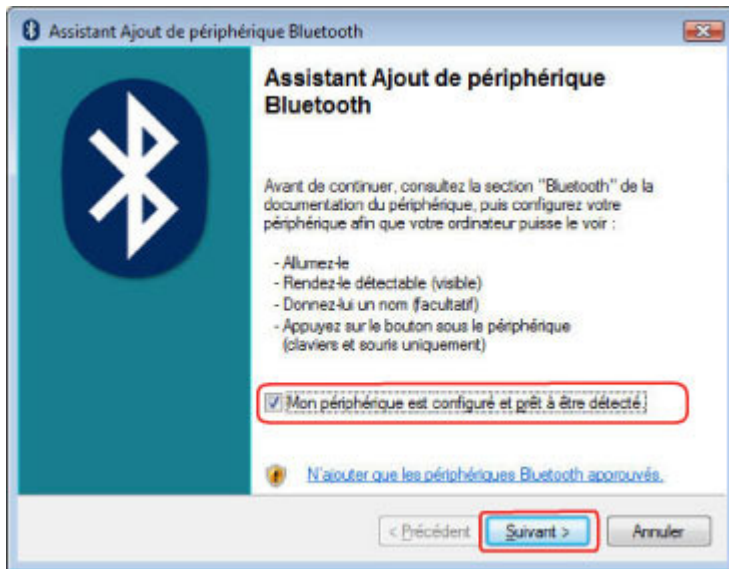 Assistant Ajout de périphérique Bluetooth
Assistant Ajout de périphérique
Bluetooth
Avant de continuer, consultez la section "Bluetooth" de la
documentation du périphérique, puis configurez votre
périphérique afin que votre ordinateur puisse le voir :
- Allumez-le
- Rendez-le détectable (visible)
- Donnez-lui un nom (facultatif)
- Appuyez sur le bouton sous le périphérique
(claviers et souris uniquement)
Mon périphérique est configuré et prêt à être détecté.
N'ajouter que les périphériques Bluetooth approuvés.
< Précédent Suivant > Annuler